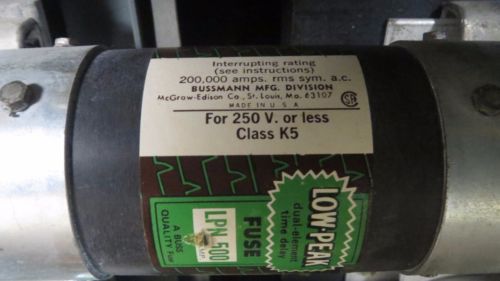 Interrupting rating
(see instructions)
200,000 amps. rms sym. a.c.
BUSSMANN MFG. DIVISION
McGraw-Edison Co., St. Louis, Mo. 63107
MADE IN U.S.A
For 250 V. or less
Class K5
LOW-PEAK
dual-element
time delay
FUSE
LPN-500
AMP
A BUSS
QUALITY Fuse